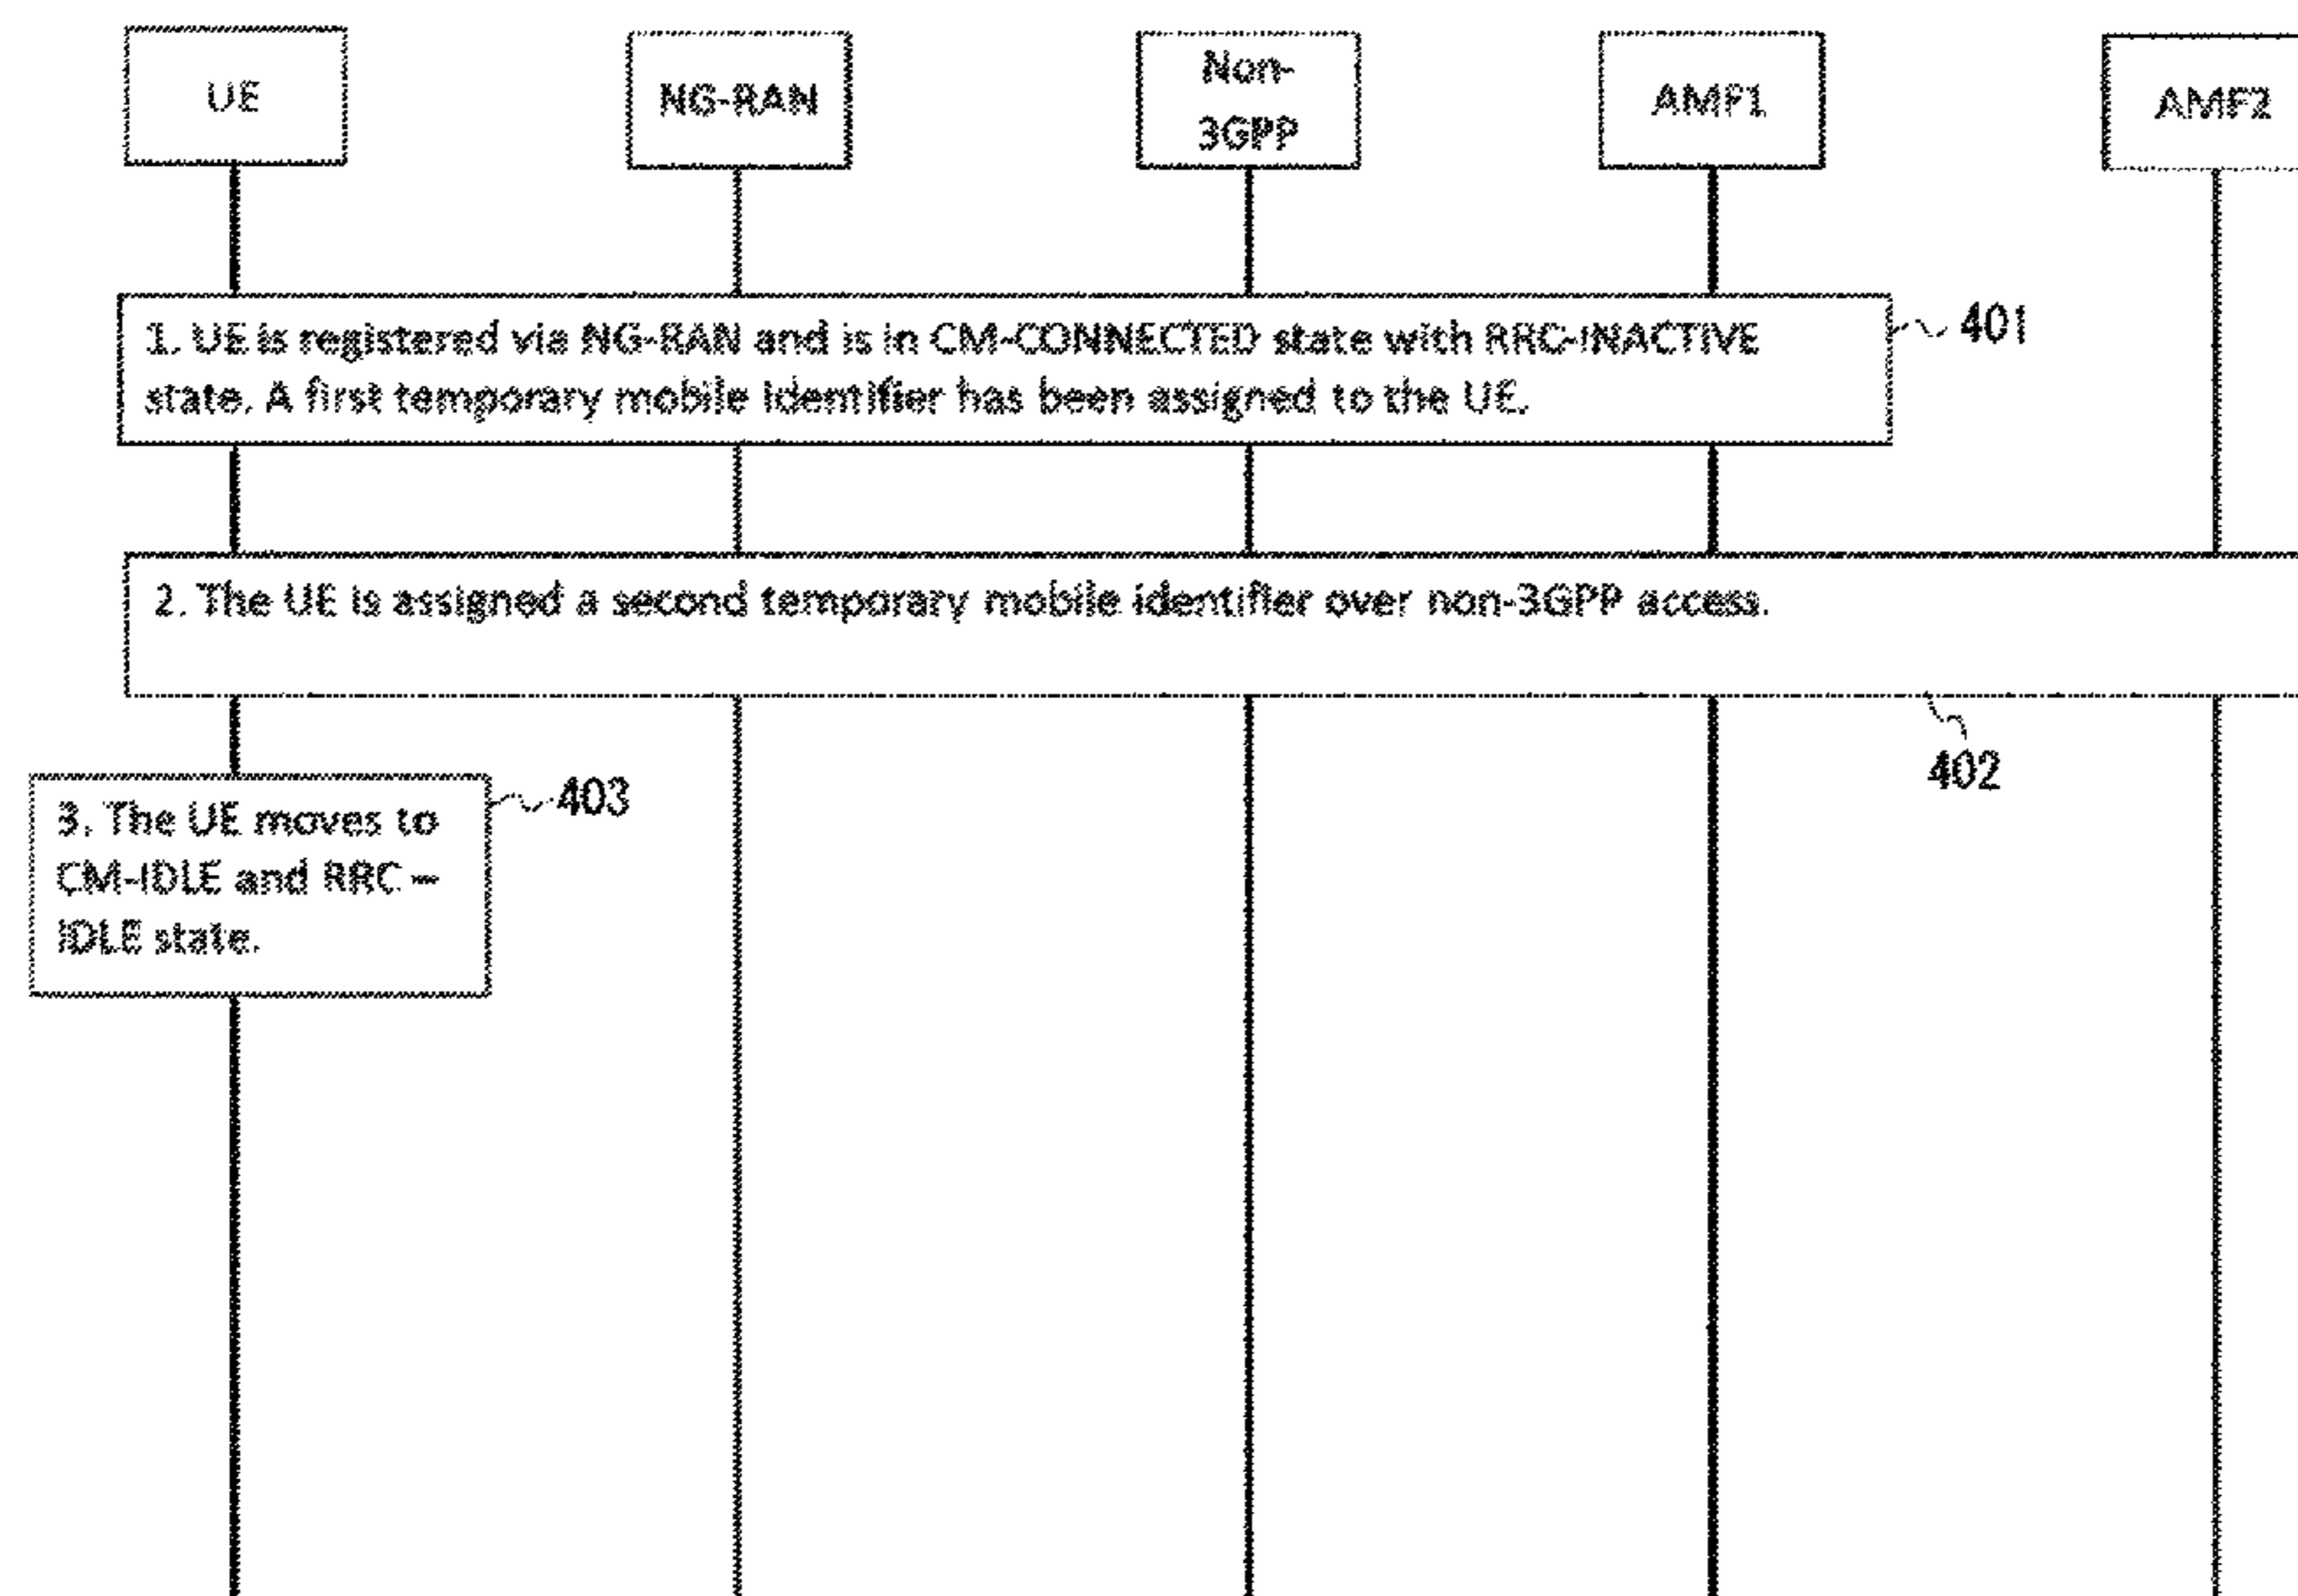 UE
NG-RAN
Non-
3GPP
AMF1
AMF2
1. UE is registered via NG-RAN and is in CM-CONNECTED state with RRC-INACTIVE
state. A first temporary mobile identifier has been assigned to the UE.
401
2. The UE is assigned a second temporary mobile identifier over non-3GPP access.
402
3. The UE moves to
CM-IDLE and RRC –
IDLE state.
403